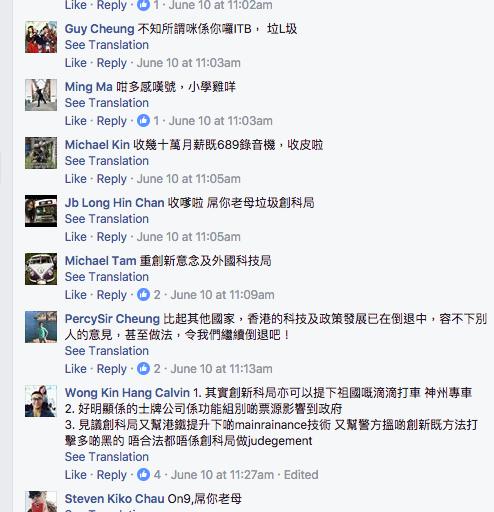 Like · Reply · 1 · June 10 at 11:02am
Guy Cheung 不知所謂咪係你囉ITB， 垃L圾
See Translation
Like · Reply · June 10 at 11:03am
Ming Ma 咁多感嘆號，小學雞咩
See Translation
Like · Reply · 1 · June 10 at 11:03am
Michael Kin 收幾十萬月薪既689錄音機，收皮啦
See Translation
Like · Reply · June 10 at 11:05am
Jb Long Hin Chan 收嗲啦 屌你老母垃圾創科局
See Translation
Like · Reply · June 10 at 11:05am
Michael Tam 重創新意念及外國科技局
See Translation
Like · Reply · 2 · June 10 at 11:09am
PercySir Cheung 比起其他國家，香港的科技及政策發展已在倒退中，容不下別
人的意見，甚至做法，令我們繼續倒退吧！
See Translation
Like · Reply · 2 · June 10 at 11:13am
Wong Kin Hang Calvin 1. 其實創新科局亦可以提下祖國嘅滴滴打車 神州專車
2. 好明顯係的士牌公司係功能組別啲票源影響到政府
3. 見議創科局又幫港鐵提升下啲mainrainance技術 又幫警方搵啲創新既方法打
擊多啲黑的 唔合法都唔係創科局做judegement
See Translation
Like · Reply · 4 · June 10 at 11:27am · Edited
Steven Kiko Chau On9,屌你老母